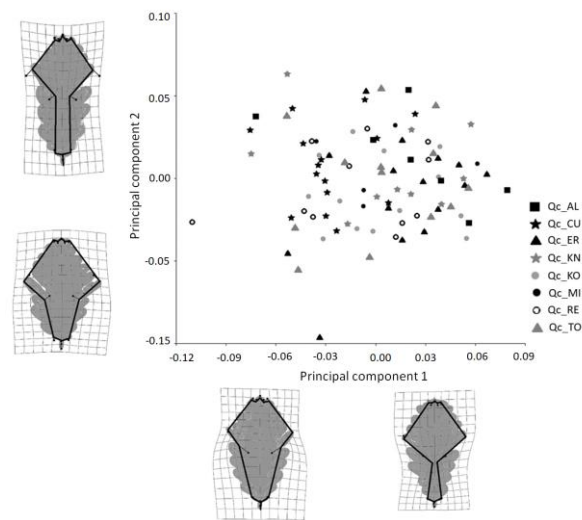 0.10
0.05
0.00
-0.05
-0.15
Principal component 2
-0.12
-0.09
-0.06
-0.03
0.00
0.03
0.06
0.09
Principal component 1
Qc_AL
Qc_CU
Qc_ER
Qc_KN
Qc_KO
Qc_MI
Qc_RE
Qc_TO